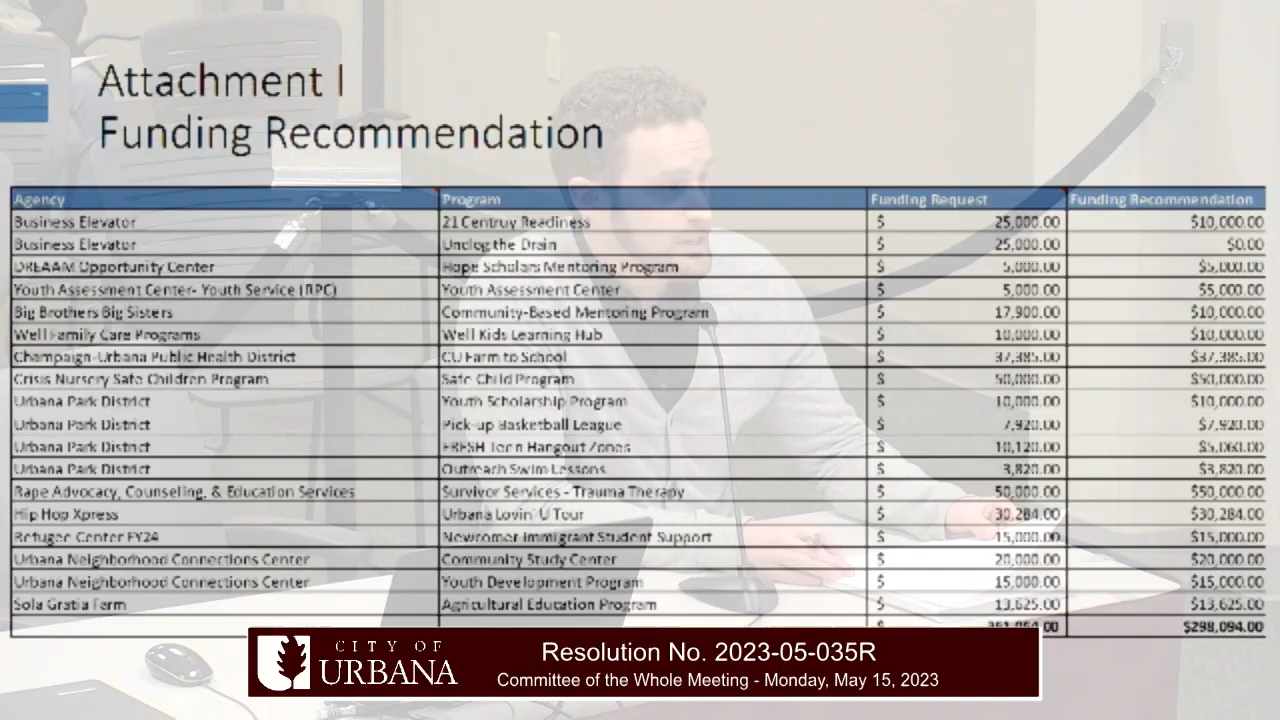 Attachment I
Funding Recommendation
Agency Program Funding Request Funding Recommendation
Business Elevator 21 Centruy Readiness $ 25,000.00 $10,000.00
Business Elevator Unclog the Drain $ 25,000.00 $0.00
DREAAM Opportunity Center Hope Scholars Mentoring Program $ 5,000.00 $5,000.00
Youth Assessment Center- Youth Service (RPC) Youth Assessment Center $ 5,000.00 $5,000.00
Big Brothers Big Sisters Community-Based Mentoring Program $ 17,900.00 $10,000.00
Well Family Care Programs Well Kids Learning Hub $ 10,000.00 $10,000.00
Champaign-Urbana Public Health District CU Farm to School $ 37,385.00 $37,385.00
Crisis Nursery Safe Children Program Safe Child Program $ 50,000.00 $50,000.00
Urbana Park District Youth Scholarship Program $ 10,000.00 $10,000.00
Urbana Park District Pick-up Basketball League $ 7,920.00 $7,920.00
Urbana Park District FRESH Teen Hangout Zones $ 10,120.00 $5,060.00
Urbana Park District Outreach Swim Lessons $ 3,820.00 $3,820.00
Rape Advocacy, Counseling, & Education Services Survivor Services - Trauma Therapy $ 50,000.00 $50,000.00
Hip Hop Xpress Urbana Lovin' U Tour $ 30,284.00 $30,284.00
Refugee Center FY24 Newcomer Immigrant Student Support $ 15,000.00 $15,000.00
Urbana Neighborhood Connections Center Community Study Center $ 20,000.00 $20,000.00
Urbana Neighborhood Connections Center Youth Development Program $ 15,000.00 $15,000.00
Sola Gratia Farm Agricultural Education Program $ 13,625.00 $13,625.00
$298,094.00
CITY OF
URBANA
Resolution No. 2023-05-035R
Committee of the Whole Meeting - Monday, May 15, 2023